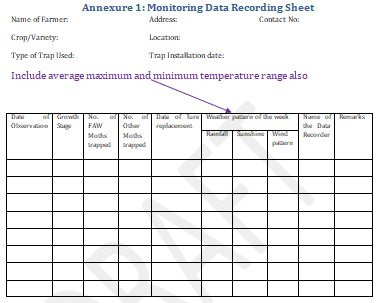 Annexure 1: Monitoring Data Recording Sheet
Name of Farmer: Address: Contact No:
Crop/Variety: Location:
Type of Trap Used: Trap Installation date:
Include average maximum and minimum temperature range also
Date of Observation Growth Stage No. of FAW Moths trapped No. of Other Moths trapped Date of lure replacement Weather pattern of the week Name of the Data Recorder Remarks
Rainfall Sunshine Wind pattern
DRAFT